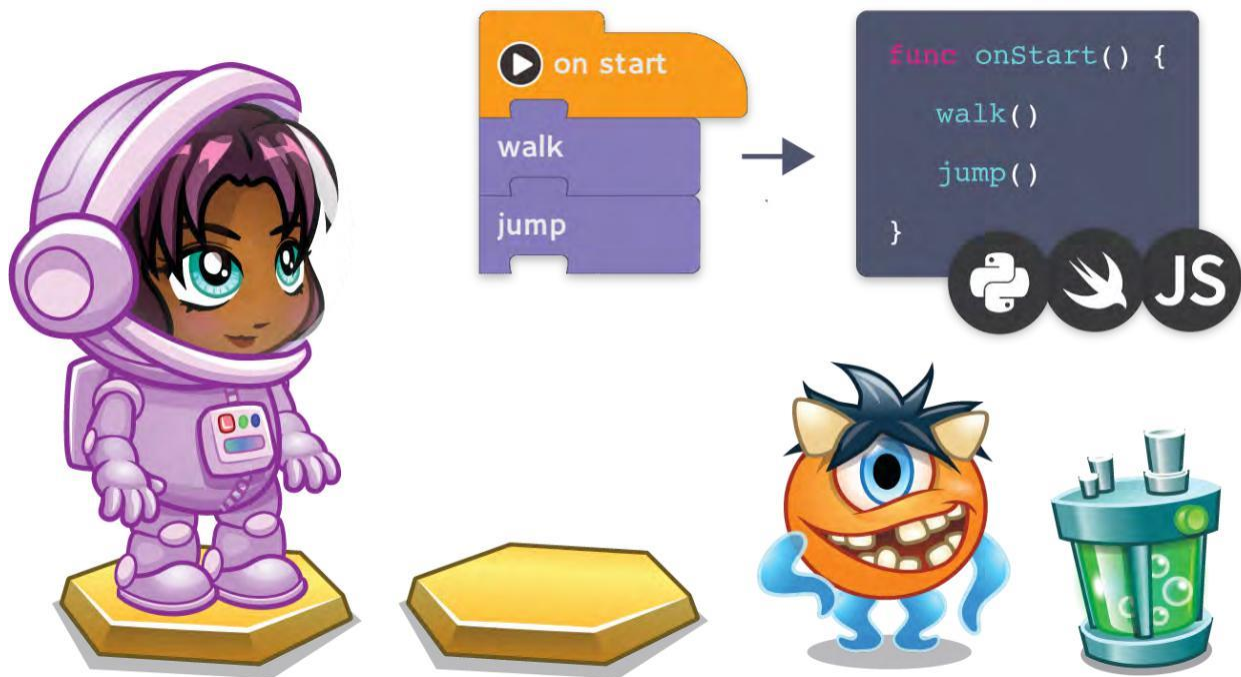 on start
walk
jump
func onStart() {
walk()
jump()
}
JS